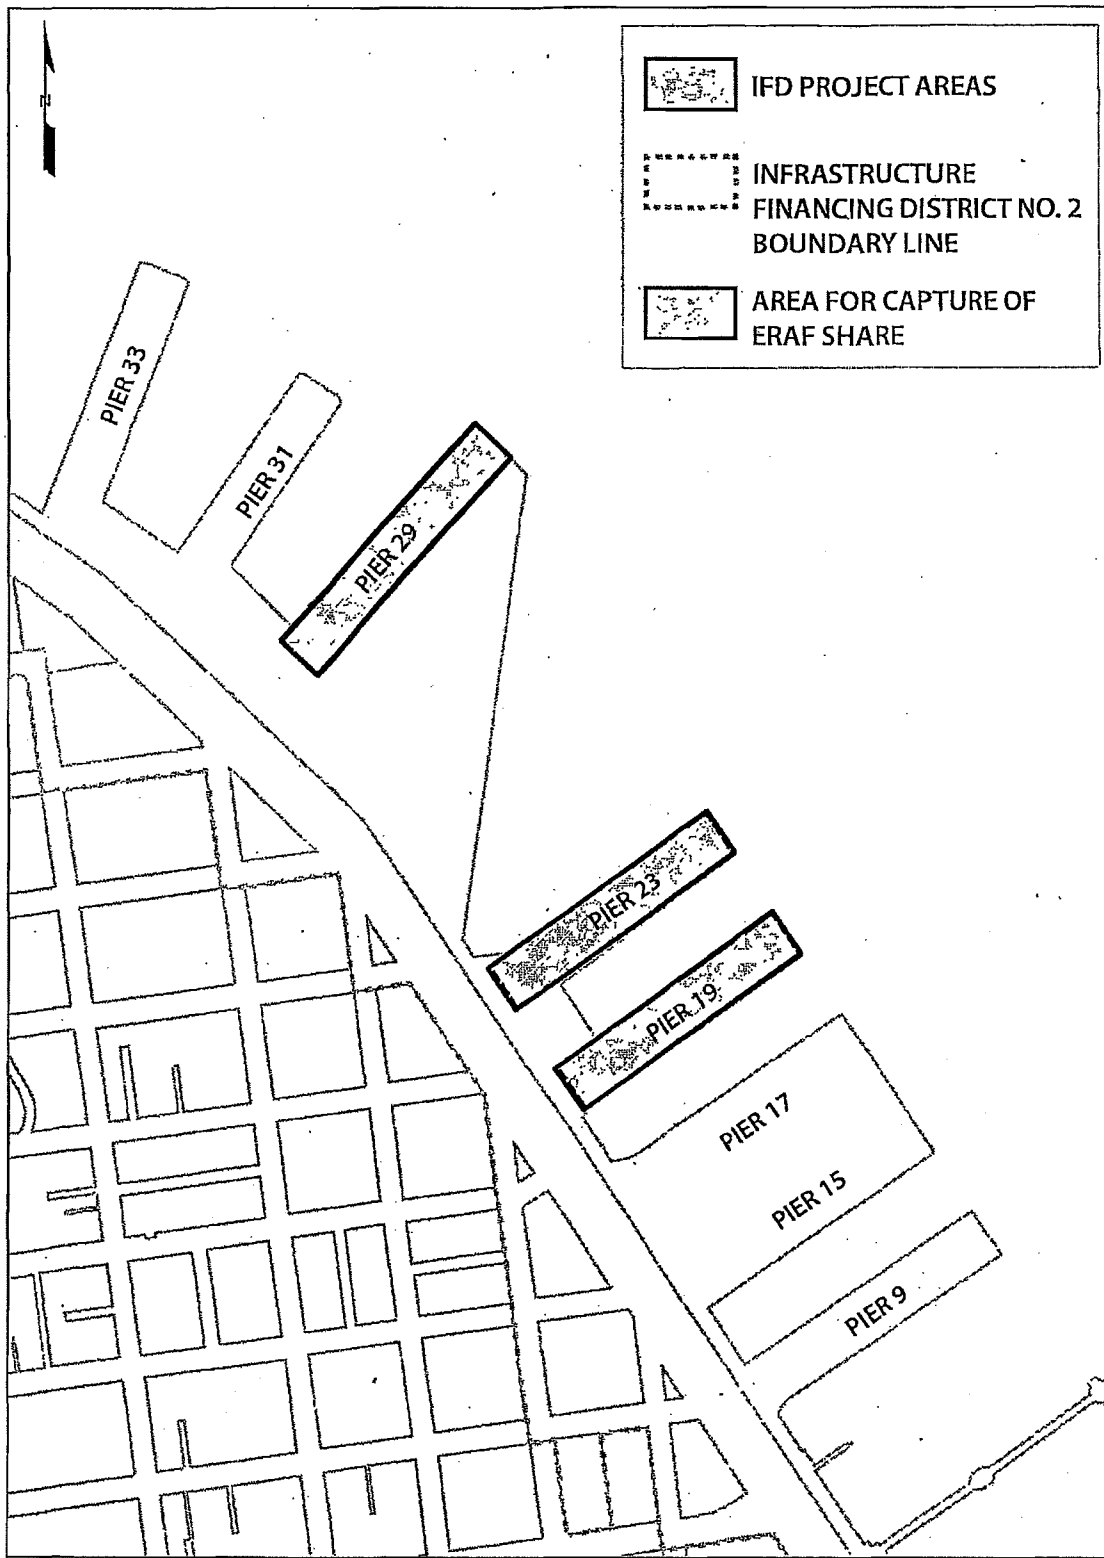 IFD PROJECT AREAS
INFRASTRUCTURE
FINANCING DISTRICT NO. 2
BOUNDARY LINE
AREA FOR CAPTURE OF
ERAF SHARE
PIER 33
PIER 31
PIER 29
PIER 23
PIER 19
PIER 17
PIER 15
PIER 9